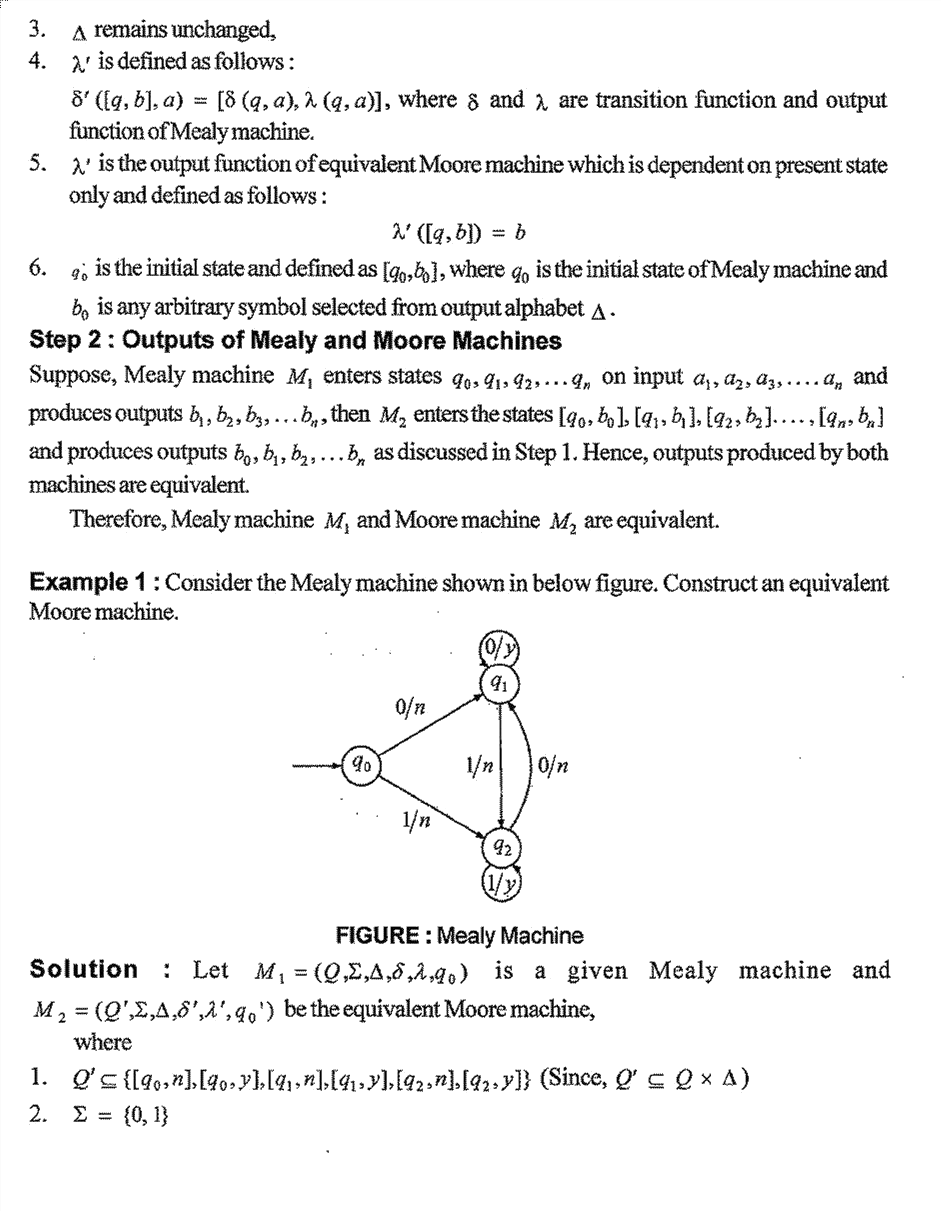 3. Δ remains unchanged,
4. λ′ is defined as follows :
δ′ ([q, b], a) = [δ (q, a), λ (q, a)], where δ and λ are transition function and output
function of Mealy machine.
5. λ′ is the output function of equivalent Moore machine which is dependent on present state
only and defined as follows :
λ′ ([q, b]) = b
6. q₀′ is the initial state and defined as [q₀,b₀], where q₀ is the initial state of Mealy machine and
b₀ is any arbitrary symbol selected from output alphabet Δ .
Step 2 : Outputs of Mealy and Moore Machines
Suppose, Mealy machine M₁ enters states q₀, q₁, q₂, ... qₙ on input a₁, a₂, a₃, .... aₙ and
produces outputs b₁, b₂, b₃, ... bₙ, then M₂ enters the states [q₀, b₀], [q₁, b₁], [q₂, b₂]...., [qₙ, bₙ]
and produces outputs b₀, b₁, b₂, ... bₙ as discussed in Step 1. Hence, outputs produced by both
machines are equivalent.
Therefore, Mealy machine M₁ and Moore machine M₂ are equivalent.
Example 1 : Consider the Mealy machine shown in below figure. Construct an equivalent
Moore machine.
0/y
q₁
0/n
q₀
1/n
0/n
1/n
q₂
1/y
FIGURE : Mealy Machine
Solution : Let M₁ = (Q,Σ,Δ,δ,λ,q₀) is a given Mealy machine and
M₂ = (Q′,Σ,Δ,δ′,λ′,q₀') be the equivalent Moore machine,
where
1. Q′ ⊆ {[q₀,n],[q₀,y],[q₁,n],[q₁,y],[q₂,n],[q₂,y]} (Since, Q′ ⊆ Q × Δ)
2. Σ = {0, 1}